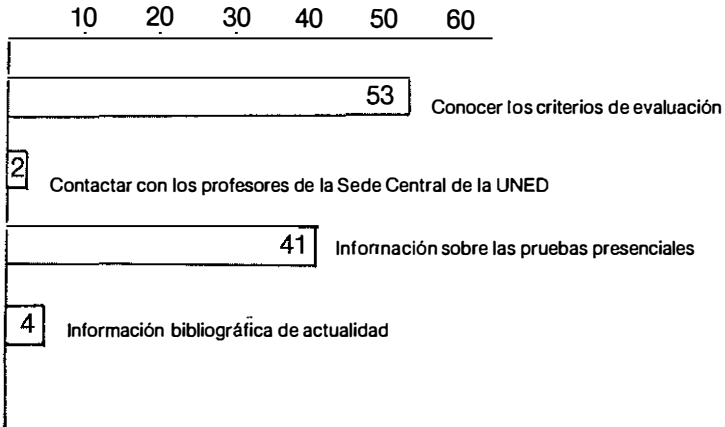 10 20 30 40 50 60
53 Conocer los criterios de evaluación
2 Contactar con los profesores de la Sede Central de la UNED
41 Información sobre las pruebas presenciales
4 Información bibliográfica de actualidad